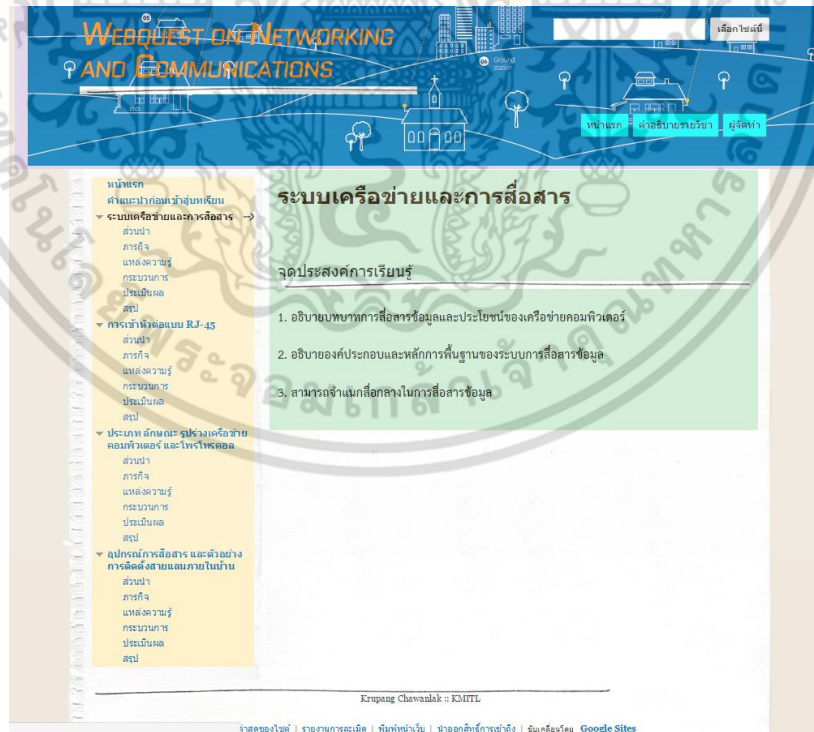 WEBQUEST ON NETWORKING
AND COMMUNICATIONS
05
06 Ground
station
เลือกไซต์นี้
หน้าแรก
คำอธิบายรายวิชา
ผู้จัดทำ
หน้าแรก
คำแนะนำก่อนเข้าสู่บทเรียน
ระบบเครือข่ายและการสื่อสาร
ส่วนนำ
ภารกิจ
แหล่งความรู้
กระบวนการ
ประเมินผล
สรุป
การเข้าหัวต่อแบบ RJ-45
ส่วนนำ
ภารกิจ
แหล่งความรู้
กระบวนการ
ประเมินผล
สรุป
ประเภท ลักษณะ รูปร่างเครือข่าย
คอมพิวเตอร์ และโพรโทคอล
ส่วนนำ
ภารกิจ
แหล่งความรู้
กระบวนการ
ประเมินผล
สรุป
อุปกรณ์การสื่อสาร และตัวอย่าง
การติดตั้งสายแลนภายในบ้าน
ส่วนนำ
ภารกิจ
แหล่งความรู้
กระบวนการ
ประเมินผล
สรุป
ระบบเครือข่ายและการสื่อสาร
จุดประสงค์การเรียนรู้
1. อธิบายบทบาทการสื่อสารข้อมูลและประโยชน์ของเครือข่ายคอมพิวเตอร์
2. อธิบายองค์ประกอบและหลักการพื้นฐานของระบบการสื่อสารข้อมูล
3. สามารถจำแนกสื่อกลางในการสื่อสารข้อมูล
Krupang Chawanlak :: KMITL
รายงานการละเมิด | พิมพ์หน้าเว็บ | นำออกสิทธิ์การเข้าถึง | ขับเคลื่อนโดย Google Sites